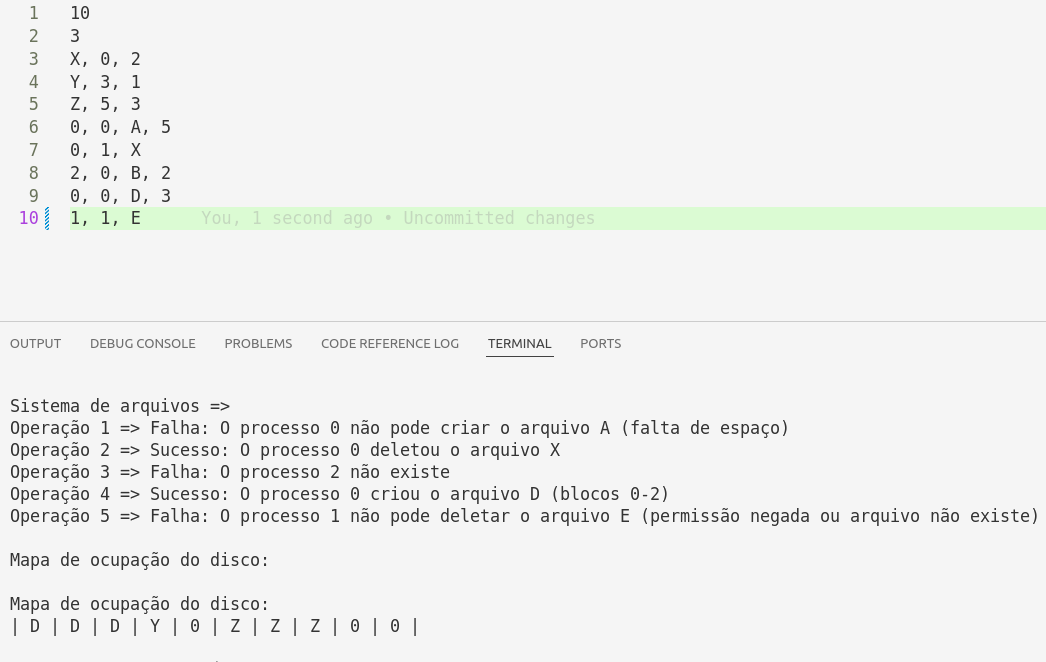 1 10
2 3
3 X, 0, 2
4 Y, 3, 1
5 Z, 5, 3
6 0, 0, A, 5
7 0, 1, X
8 2, 0, B, 2
9 0, 0, D, 3
10 1, 1, E You, 1 second ago • Uncommitted changes
OUTPUT DEBUG CONSOLE PROBLEMS CODE REFERENCE LOG TERMINAL PORTS
Sistema de arquivos =>
Operação 1 => Falha: O processo 0 não pode criar o arquivo A (falta de espaço)
Operação 2 => Sucesso: O processo 0 deletou o arquivo X
Operação 3 => Falha: O processo 2 não existe
Operação 4 => Sucesso: O processo 0 criou o arquivo D (blocos 0-2)
Operação 5 => Falha: O processo 1 não pode deletar o arquivo E (permissão negada ou arquivo não existe)
Mapa de ocupação do disco:
Mapa de ocupação do disco:
| D | D | D | Y | 0 | Z | Z | Z | 0 | 0 |